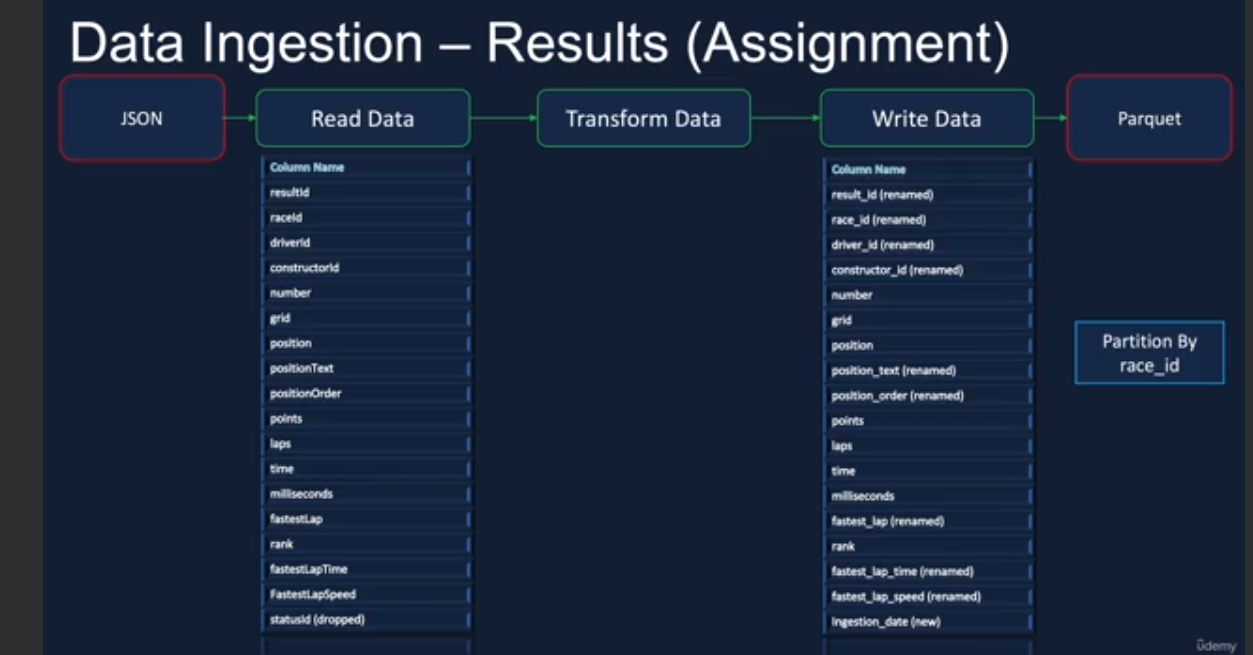 Data Ingestion – Results (Assignment)
JSON
Read Data
Transform Data
Write Data
Parquet
Column Name
resultId
raceId
driverId
constructorId
number
grid
position
positionText
positionOrder
points
laps
time
milliseconds
fastestLap
rank
fastestLapTime
FastestLapSpeed
statusId (dropped)
Column Name
result_id (renamed)
race_id (renamed)
driver_id (renamed)
constructor_id (renamed)
number
grid
position
position_text (renamed)
position_order (renamed)
points
laps
time
milliseconds
fastest_lap (renamed)
rank
fastest_lap_time (renamed)
fastest_lap_speed (renamed)
ingestion_date (new)
Partition By
race_id
ûdemy